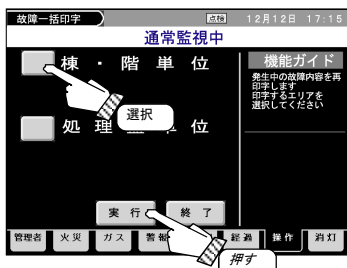 故障一括印字 点検 12月12日 17:15
通常監視中
棟・階単位
選択
処理 単位
機能ガイド
発生中の故障内容を再
印字します
印字するエリアを
選択してください
実行 終了
管理者 火災 ガス 警報 経過 操作 消灯
押す